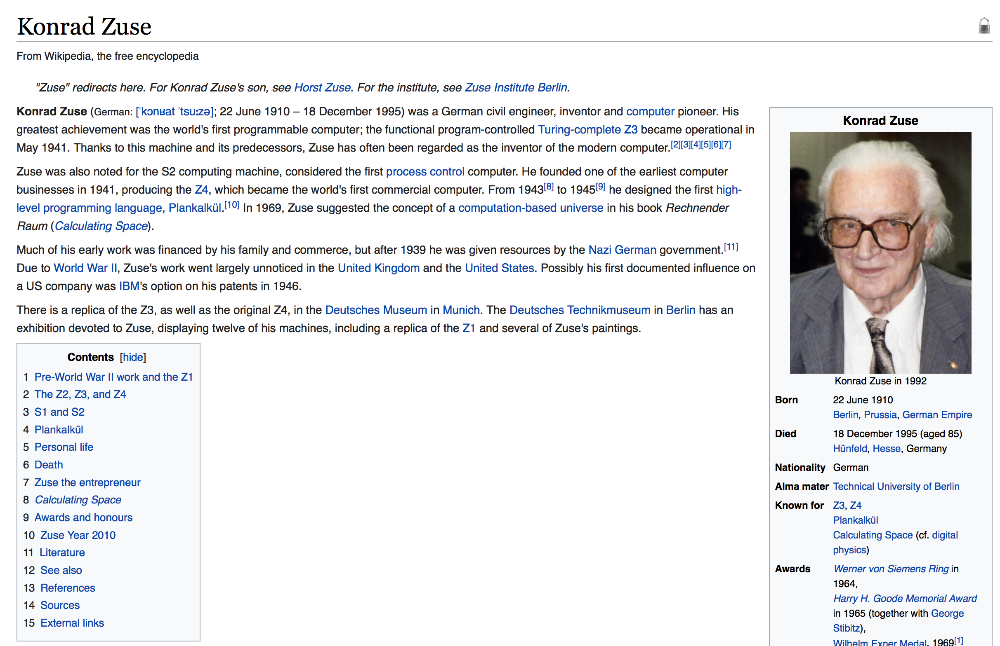 Konrad Zuse
From Wikipedia, the free encyclopedia
"Zuse" redirects here. For Konrad Zuse's son, see Horst Zuse. For the institute, see Zuse Institute Berlin.
Konrad Zuse (German: [ˈkɔnʁat ˈtsuːzə]; 22 June 1910 – 18 December 1995) was a German civil engineer, inventor and computer pioneer. His
greatest achievement was the world's first programmable computer; the functional program-controlled Turing-complete Z3 became operational in
May 1941. Thanks to this machine and its predecessors, Zuse has often been regarded as the inventor of the modern computer.[2][3][4][5][6][7]
Zuse was also noted for the S2 computing machine, considered the first process control computer. He founded one of the earliest computer
businesses in 1941, producing the Z4, which became the world's first commercial computer. From 1943[8] to 1945[9] he designed the first high-
level programming language, Plankalkül.[10] In 1969, Zuse suggested the concept of a computation-based universe in his book Rechnender
Raum (Calculating Space).
Much of his early work was financed by his family and commerce, but after 1939 he was given resources by the Nazi German government.[11]
Due to World War II, Zuse's work went largely unnoticed in the United Kingdom and the United States. Possibly his first documented influence on
a US company was IBM's option on his patents in 1946.
There is a replica of the Z3, as well as the original Z4, in the Deutsches Museum in Munich. The Deutsches Technikmuseum in Berlin has an
exhibition devoted to Zuse, displaying twelve of his machines, including a replica of the Z1 and several of Zuse's paintings.
Contents [hide]
1 Pre-World War II work and the Z1
2 The Z2, Z3, and Z4
3 S1 and S2
4 Plankalkül
5 Personal life
6 Death
7 Zuse the entrepreneur
8 Calculating Space
9 Awards and honours
10 Zuse Year 2010
11 Literature
12 See also
13 References
14 Sources
15 External links
Konrad Zuse
Konrad Zuse in 1992
Born 22 June 1910
Berlin, Prussia, German Empire
Died 18 December 1995 (aged 85)
Hünfeld, Hesse, Germany
Nationality German
Alma mater Technical University of Berlin
Known for Z3, Z4
Plankalkül
Calculating Space (cf. digital
physics)
Awards Werner von Siemens Ring in
1964,
Harry H. Goode Memorial Award
in 1965 (together with George
Stibitz),
Wilhelm Exner Medal, 1969[1]